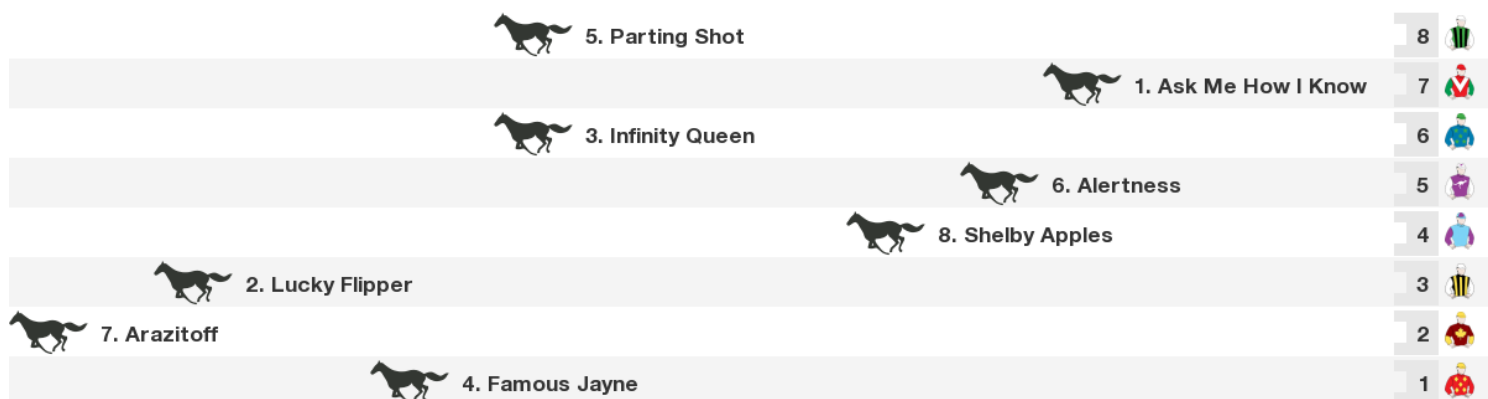 5. Parting Shot 8
1. Ask Me How I Know 7
3. Infinity Queen 6
6. Alertness 5
8. Shelby Apples 4
2. Lucky Flipper 3
7. Arazitoff 2
4. Famous Jayne 1